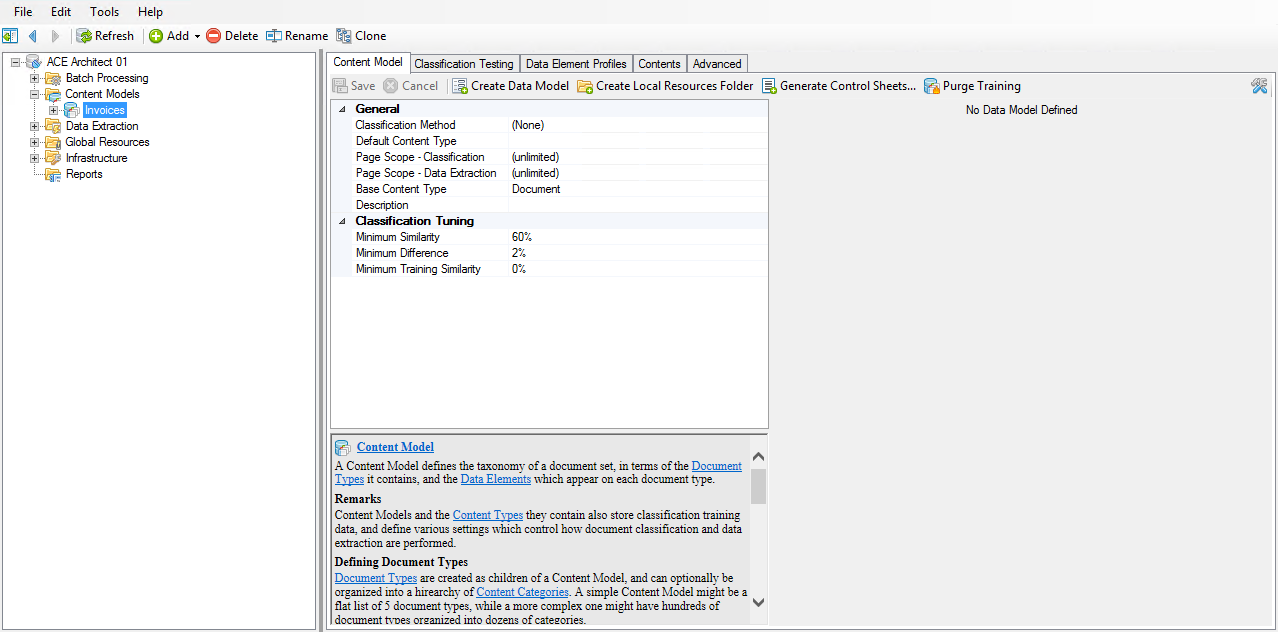 File Edit Tools Help
Refresh Add Delete Rename Clone
ACE Architect 01
Batch Processing
Content Models
Invoices
Data Extraction
Global Resources
Infrastructure
Reports
Content Model Classification Testing Data Element Profiles Contents Advanced
Save Cancel Create Data Model Create Local Resources Folder Generate Control Sheets... Purge Training
General
Classification Method (None)
Default Content Type
Page Scope - Classification (unlimited)
Page Scope - Data Extraction (unlimited)
Base Content Type Document
Description
Classification Tuning
Minimum Similarity 60%
Minimum Difference 2%
Minimum Training Similarity 0%
No Data Model Defined
Content Model
A Content Model defines the taxonomy of a document set, in terms of the Document
Types it contains, and the Data Elements which appear on each document type.
Remarks
Content Models and the Content Types they contain also store classification training
data, and define various settings which control how document classification and data
extraction are performed.
Defining Document Types
Document Types are created as children of a Content Model, and can optionally be
organized into a hirearchy of Content Categories. A simple Content Model might be a
flat list of 5 document types, while a more complex one might have hundreds of
document types organized into dozens of categories.